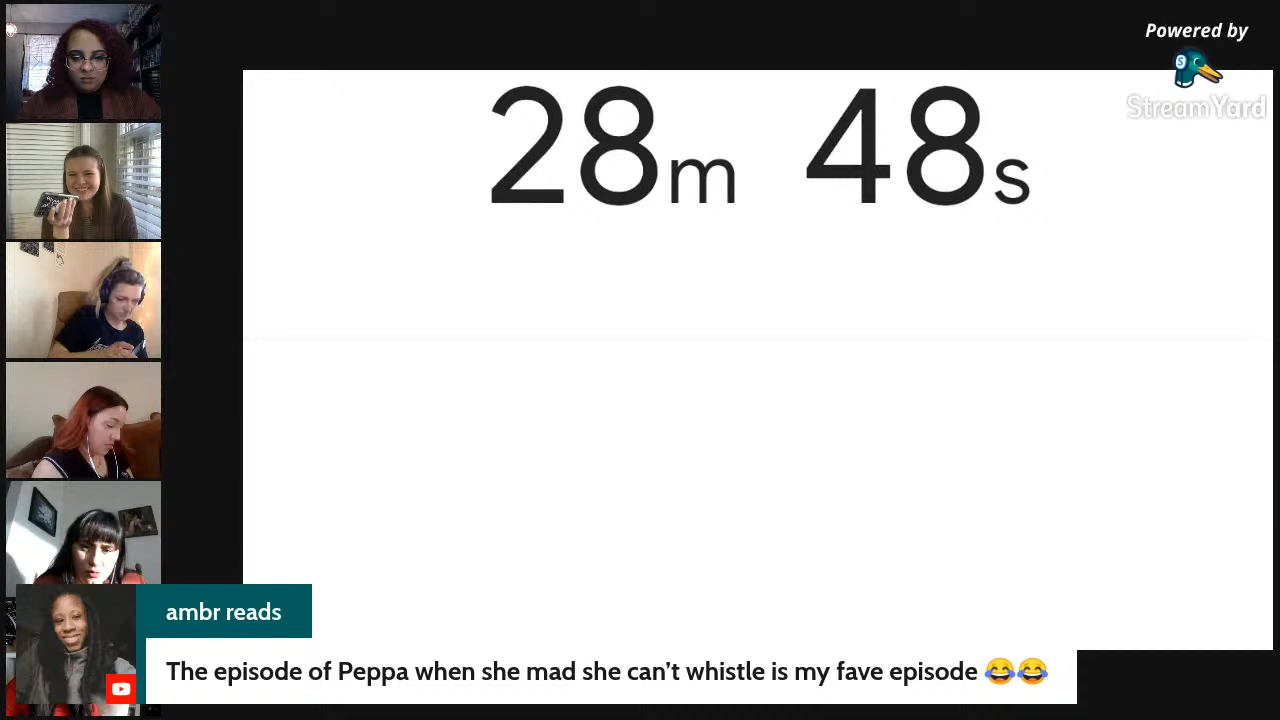 Powered by
StreamYard
28m 48s
ambr reads
The episode of Peppa when she mad she can’t whistle is my fave episode 😂😂